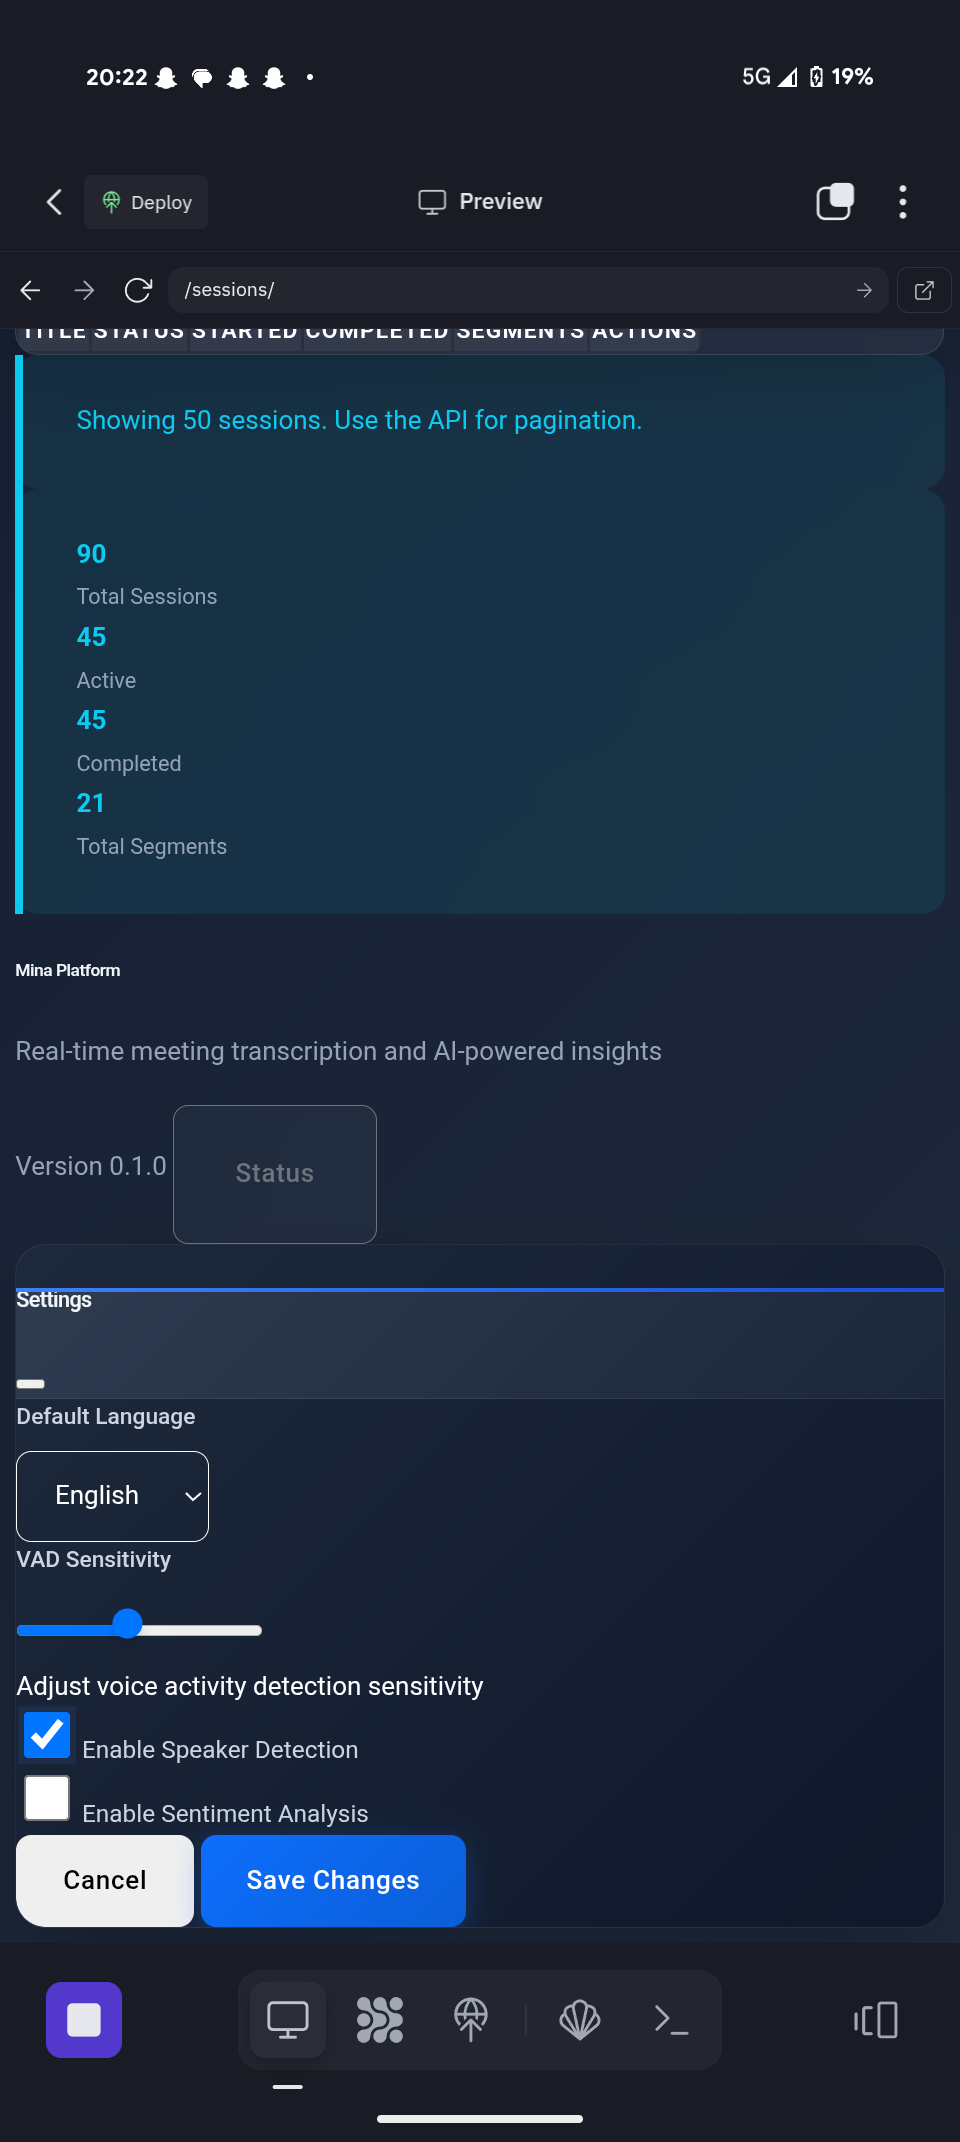 20:22
5G 19%
Deploy
Preview
/sessions/
TITLE STATUS STARTED COMPLETED SEGMENTS ACTIONS
Showing 50 sessions. Use the API for pagination.
90
Total Sessions
45
Active
45
Completed
21
Total Segments
Mina Platform
Real-time meeting transcription and AI-powered insights
Version 0.1.0 Status
Settings
Default Language
English
VAD Sensitivity
Adjust voice activity detection sensitivity
Enable Speaker Detection
Enable Sentiment Analysis
Cancel Save Changes